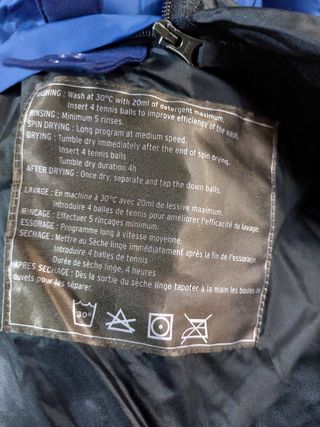 WASHING : Wash at 30°C with 20ml of detergent maximum
Insert 4 tennis balls to improve efficiency of the wash.
RINSING : Minimum 5 rinses.
SPIN DRYING : Long program at medium speed.
DRYING : Tumble dry immediately after the end of spin drying.
Insert 4 tennis balls
Tumble dry duration 4h
AFTER DRYING : Once dry, separate and tap the down balls.
LAVAGE : En machine à 30°C avec 20ml de lessive maximum.
Introduire 4 balles de tennis pour améliorer l'efficacité du lavage.
RINCAGE : Effectuer 5 rincages minimum.
ESSORAGE : Programme long à vitesse moyenne.
SECHAGE : Mettre au Sèche linge immédiatement après la fin de l'essorage.
Introduire 4 balles de tennis
Durée de sèche linge, 4 heures
APRES SECHAGE : Dès la sortie du sèche linge tapoter à la main les boules de
duvets pour les séparer.
30°